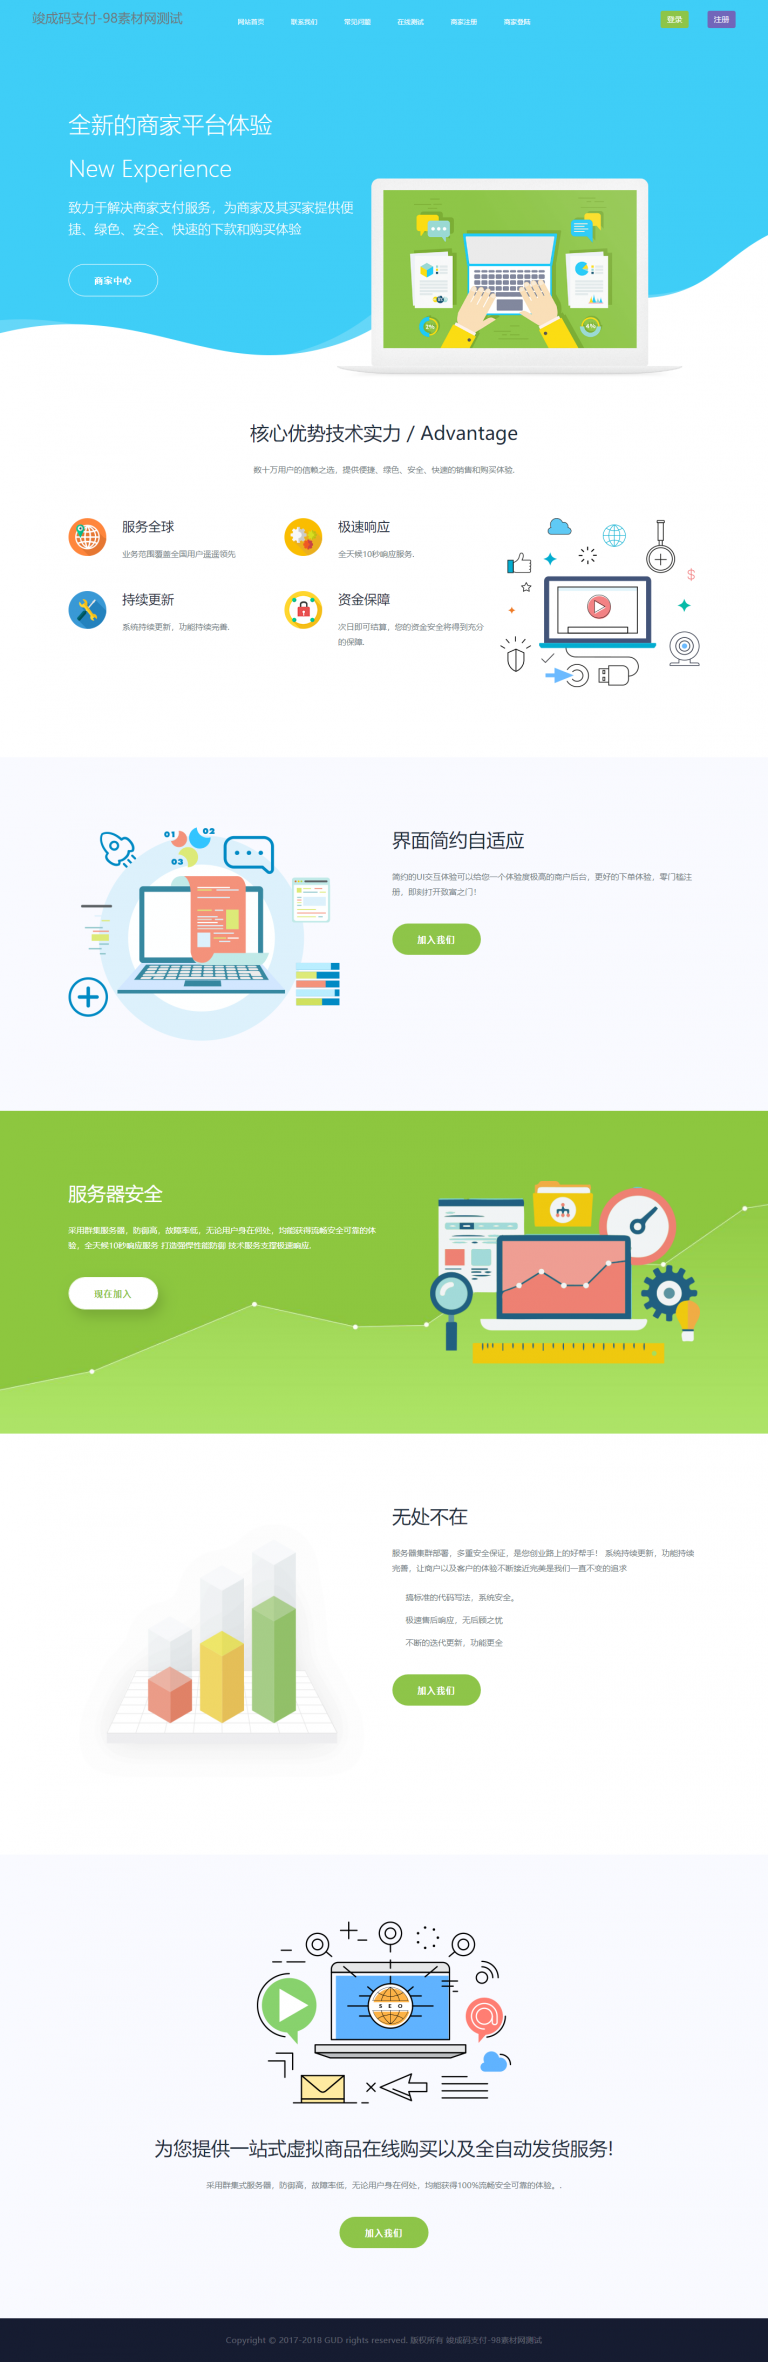 竣成码支付-98素材网测试
网站首页
联系我们
常见问题
在线测试
商家注册
商家登陆
登录
注册
全新的商家平台体验
New Experience
致力于解决商家支付服务，为商家及其买家提供便
捷、绿色、安全、快速的下款和购买体验
商家中心
核心优势技术实力 / Advantage
数十万用户的信赖之选，提供便捷、绿色、安全、快速的销售和购买体验.
服务全球
业务范围覆盖全国用户遥遥领先
极速响应
全天候10秒响应服务.
持续更新
系统持续更新，功能持续完善.
资金保障
次日即可结算，您的资金安全将得到充分
的保障.
01
02
03
界面简约自适应
简约的UI交互体验可以给您一个体验度极高的商户后台，更好的下单体验，零门槛注
册，即刻打开致富之门！
加入我们
服务器安全
采用群集服务器，防御高，故障率低，无论用户身在何处，均能获得流畅安全可靠的体
验，全天候10秒响应服务 打造强悍性能防御 技术服务支撑极速响应.
现在加入
无处不在
服务器集群部署，多重安全保证，是您创业路上的好帮手！ 系统持续更新，功能持续
完善，让商户以及客户的体验不断接近完美是我们一直不变的追求
搞标准的代码写法，系统安全。
极速售后响应，无后顾之忧
不断的迭代更新，功能更全
加入我们
SEO
为您提供一站式虚拟商品在线购买以及全自动发货服务!
采用群集式服务器，防御高，故障率低，无论用户身在何处，均能获得100%流畅安全可靠的体验。.
加入我们
Copyright © 2017-2018 GUD rights reserved. 版权所有 竣成码支付-98素材网测试